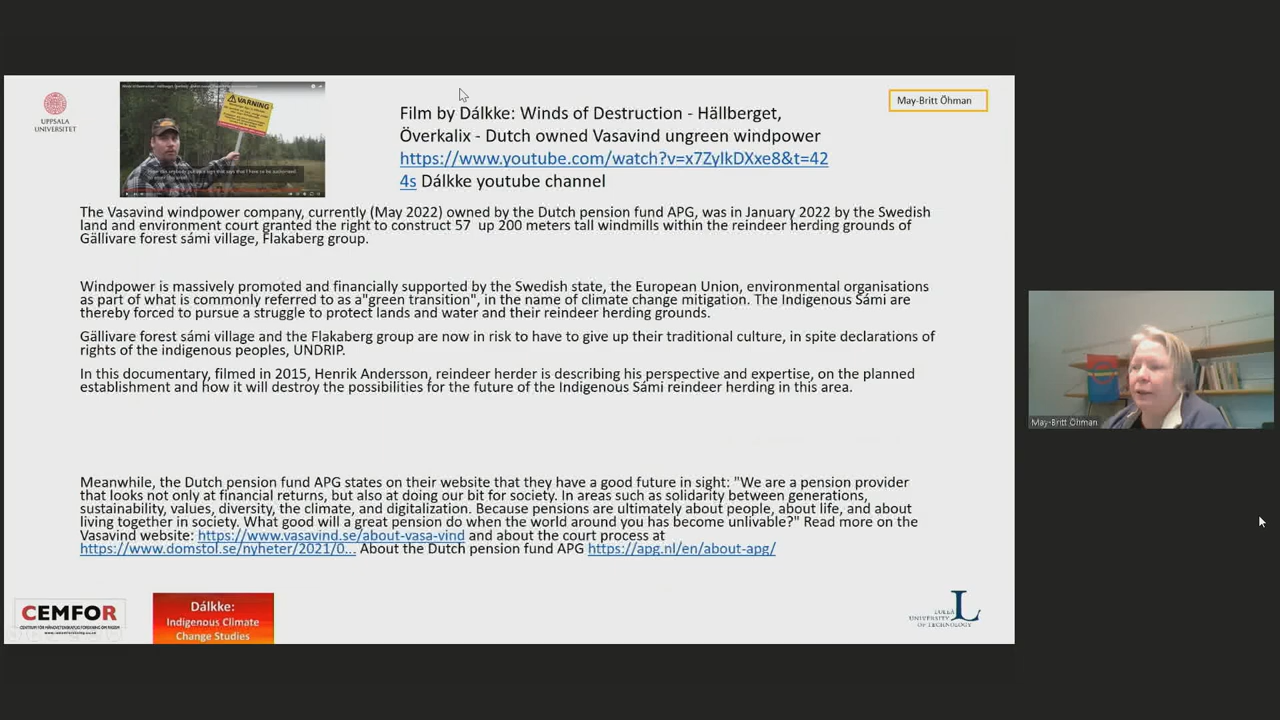 UPPSALA
UNIVERSITET
VARNING
Film by Dálkke: Winds of Destruction - Hällberget,
Överkalix - Dutch owned Vasavind ungreen windpower
https://www.youtube.com/watch?v=x7ZylkDXxe8&t=42
4s Dálkke youtube channel
May-Britt Öhman
The Vasavind windpower company, currently (May 2022) owned by the Dutch pension fund APG, was in January 2022 by the Swedish
land and environment court granted the right to construct 57 up 200 meters tall windmills within the reindeer herding grounds of
Gällivare forest sámi village, Flakaberg group.
Windpower is massively promoted and financially supported by the Swedish state, the European Union, environmental organisations
as part of what is commonly referred to as a"green transition", in the name of climate change mitigation. The Indigenous Sámi are
thereby forced to pursue a struggle to protect lands and water and their reindeer herding grounds.
Gällivare forest sámi village and the Flakaberg group are now in risk to have to give up their traditional culture, in spite declarations of
rights of the indigenous peoples, UNDRIP.
In this documentary, filmed in 2015, Henrik Andersson, reindeer herder is describing his perspective and expertise, on the planned
establishment and how it will destroy the possibilities for the future of the Indigenous Sámi reindeer herding in this area.
Meanwhile, the Dutch pension fund APG states on their website that they have a good future in sight: "We are a pension provider
that looks not only at financial returns, but also at doing our bit for society. In areas such as solidarity between generations,
sustainability, values, diversity, the climate, and digitalization. Because pensions are ultimately about people, about life, and about
living together in society. What good will a great pension do when the world around you has become unlivable?" Read more on the
Vasavind website: https://www.vasavind.se/about-vasa-vind and about the court process at
https://www.domstol.se/nyheter/2021/0... About the Dutch pension fund APG https://apg.nl/en/about-apg/
CEMFOR
Dálkke:
Indigenous Climate
Change Studies
LULEÅ
UNIVERSITY
OF TECHNOLOGY
May-Britt Öhman